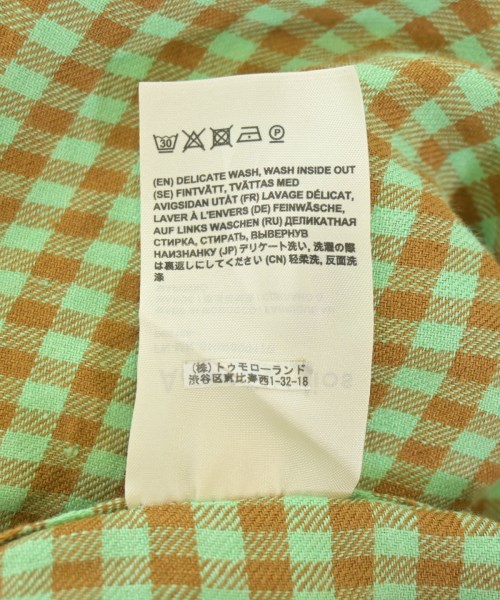 30 P
(EN) DELICATE WASH, WASH INSIDE OUT
(SE) FINTVÄTT, TVÄTTAS MED
AVIGSIDAN UTÅT (FR) LAVAGE DÉLICAT,
LAVER À L'ENVERS (DE) FEINWÄSCHE,
AUF LINKS WASCHEN (RU) ДЕЛИКАТНАЯ
СТИРКА, СТИРАТЬ, ВЫВЕРНУВ
НАИЗНАНКУ (JP) デリケート洗い, 洗濯の際
は裏返しにしてください (CN) 轻柔洗, 反面洗
涤
(株)トゥモローランド
渋谷区恵比寿西1-32-18